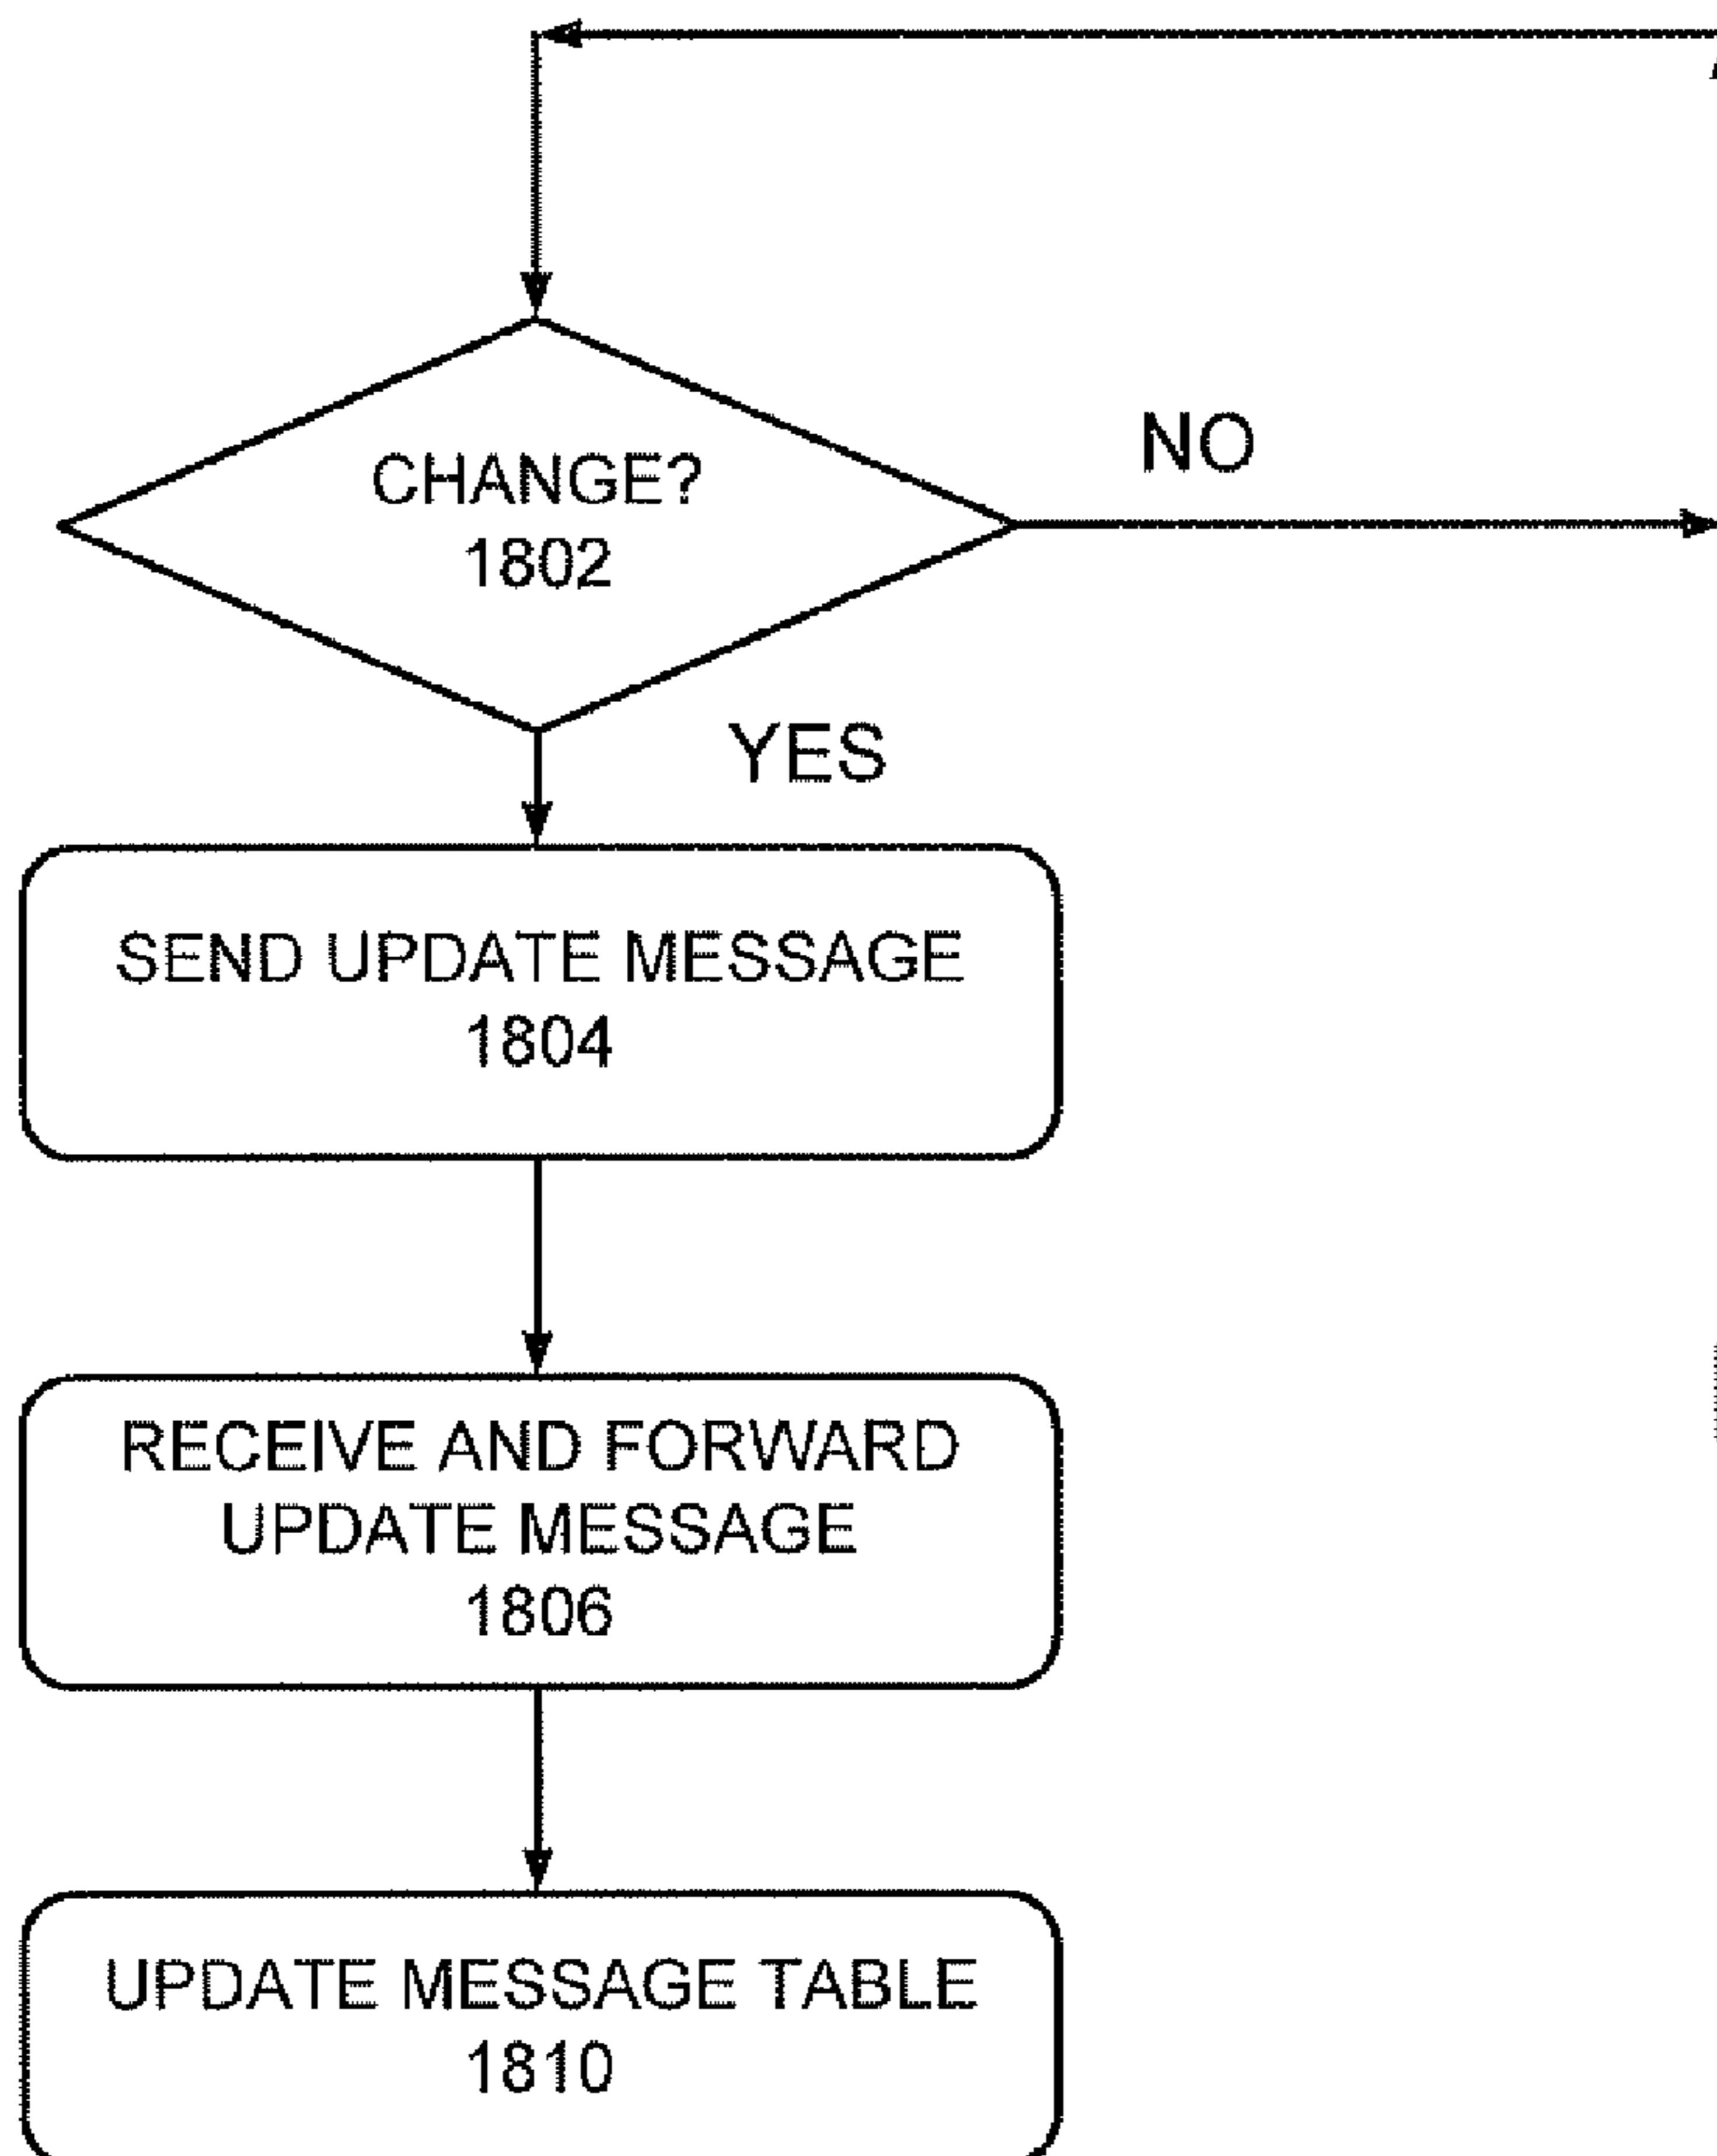 CHANGE?
1802
NO
YES
SEND UPDATE MESSAGE
1804
RECEIVE AND FORWARD
UPDATE MESSAGE
1806
UPDATE MESSAGE TABLE
1810